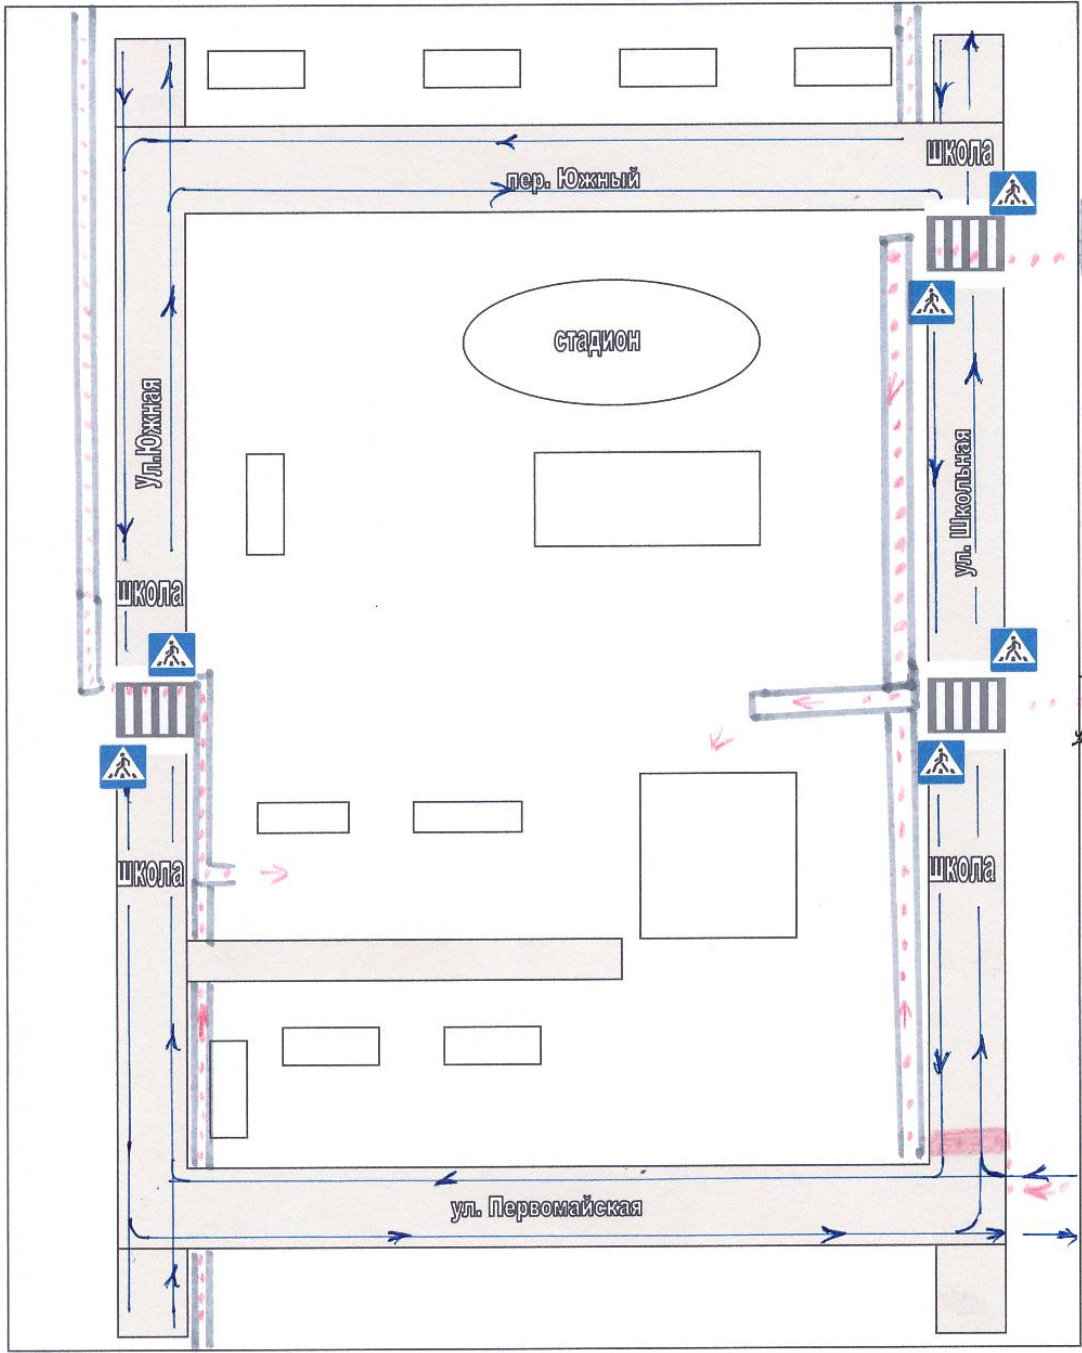 школа
пер. Южный
стадион
Ул.Южная
ул. Школьная
школа
школа
школа
ул. Первомайская